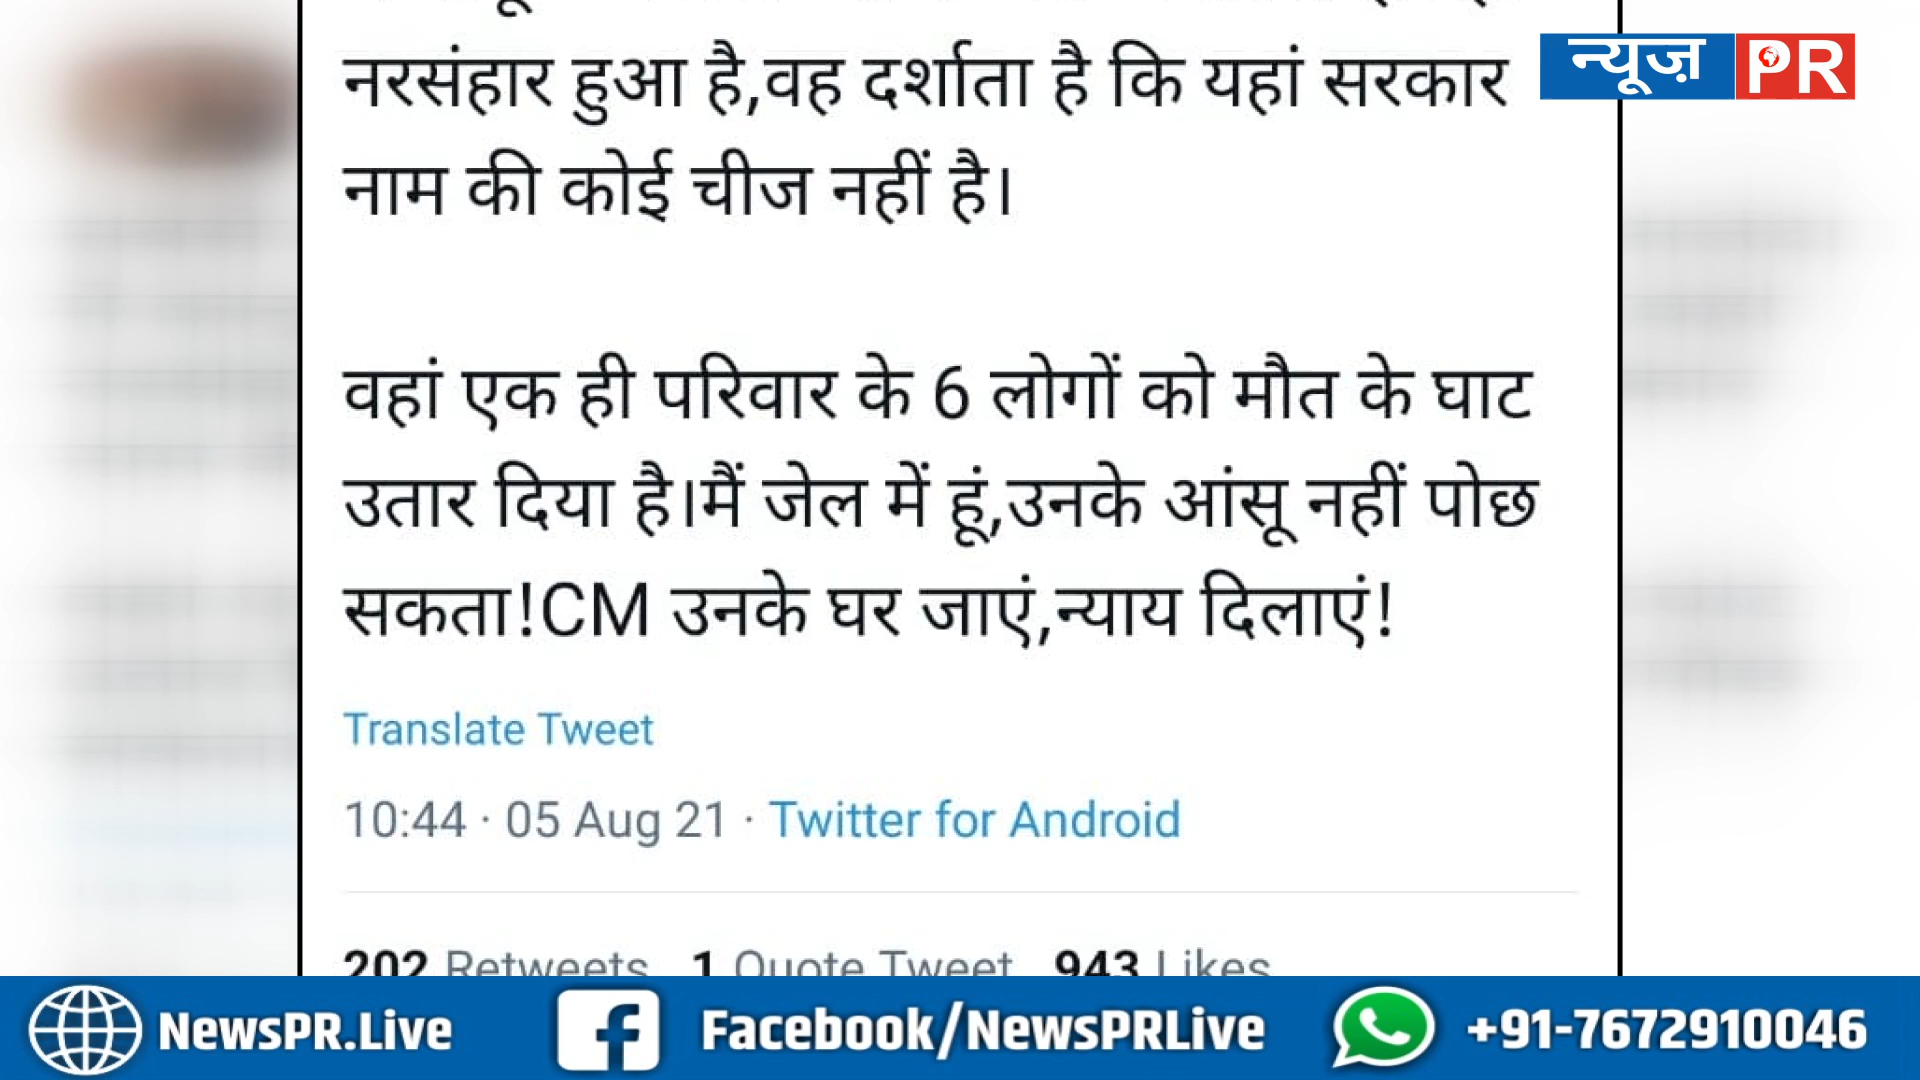 नरसंहार हुआ है,वह दर्शाता है कि यहां सरकार
न्यूज़ PR
नाम की कोई चीज नहीं है।
वहां एक ही परिवार के 6 लोगों को मौत के घाट
उतार दिया है।मैं जेल में हूं,उनके आंसू नहीं पोछ
सकता!CM उनके घर जाएं,न्याय दिलाएं!
Translate Tweet
10:44 · 05 Aug 21 · Twitter for Android
202 Retweets 1 Quote Tweet 943 Likes
NewsPR.Live Facebook/NewsPRLive +91-7672910046